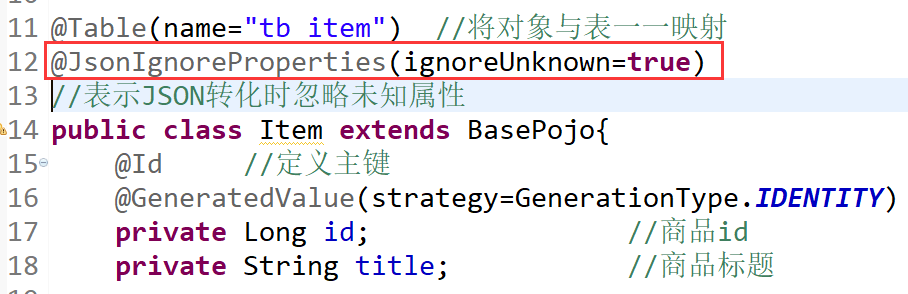 11 @Table(name="tb_item")  //将对象与表一一映射
12 @JsonIgnoreProperties(ignoreUnknown=true)
13 //表示JSON转化时忽略未知属性
14 public class Item extends BasePojo{
15     @Id     //定义主键
16     @GeneratedValue(strategy=GenerationType.IDENTITY)
17     private Long id;                //商品id
18     private String title;           //商品标题